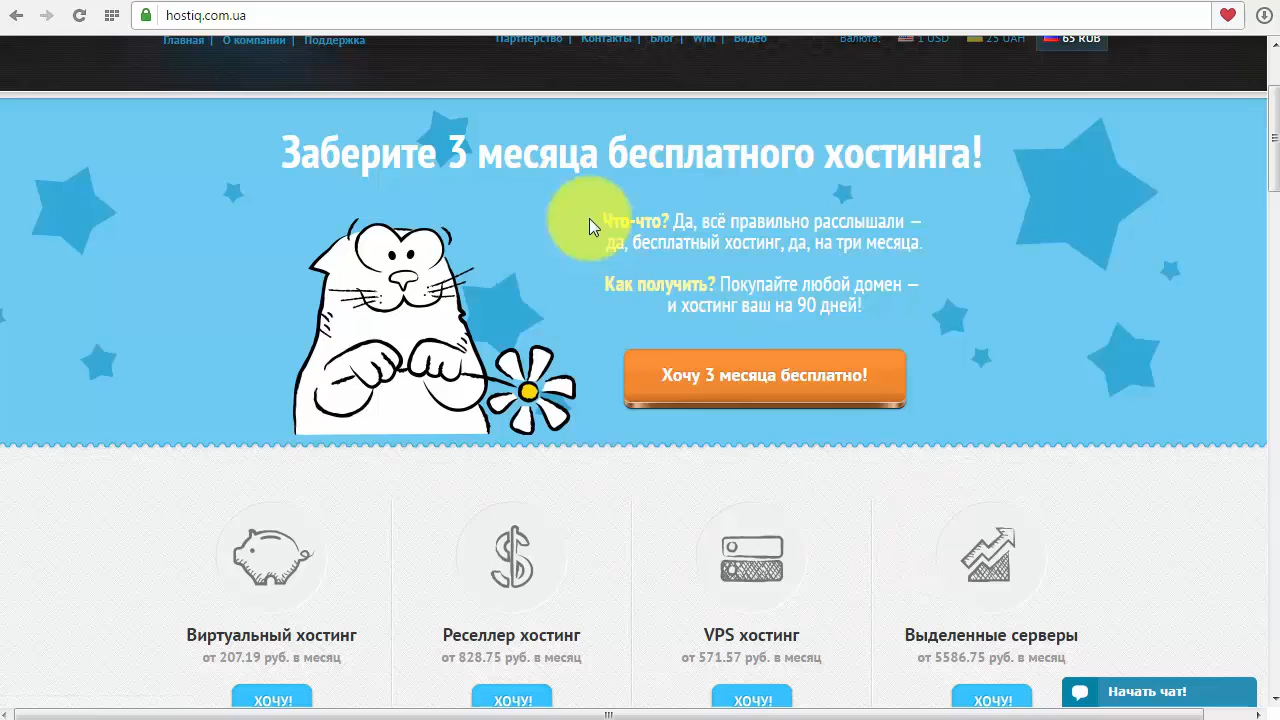 hostiq.com.ua
Главная | О компании | Поддержка
Партнерство | Контакты | Блог | Wiki | Видео
Валюта: 1 USD 25 UAH 65 RUB
Заберите 3 месяца бесплатного хостинга!
Что-что? Да, всё правильно расслышали —
да, бесплатный хостинг, да, на три месяца.
Как получить? Покупайте любой домен —
и хостинг ваш на 90 дней!
Хочу 3 месяца бесплатно!
Виртуальный хостинг
от 207.19 руб. в месяц
ХОЧУ!
Реселлер хостинг
от 828.75 руб. в месяц
ХОЧУ!
VPS хостинг
от 571.57 руб. в месяц
ХОЧУ!
Выделенные серверы
от 5586.75 руб. в месяц
ХОЧУ!
Начать чат!